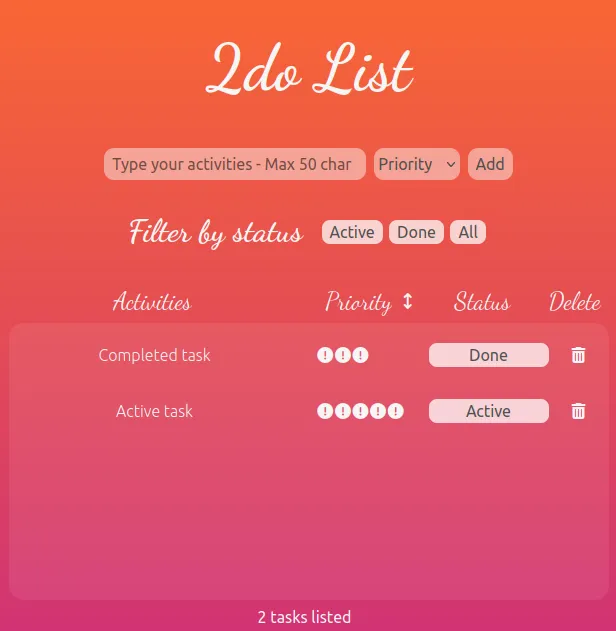 2do List
Type your activities - Max 50 char Priority Add
Filter by status Active Done All
Activities Priority Status Delete
Completed task Done
Active task Active
2 tasks listed